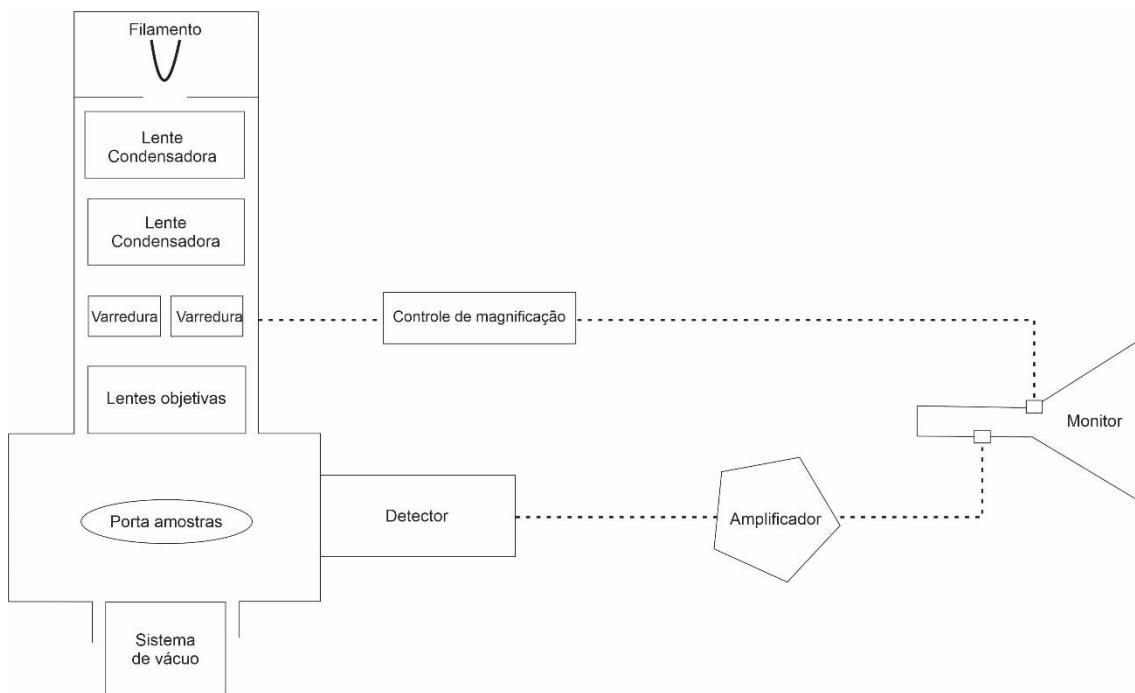 Filamento
Lente
Condensadora
Lente
Condensadora
Varredura
Varredura
Controle de magnificação
Lentes objetivas
Monitor
Porta amostras
Detector
Amplificador
Sistema
de vácuo